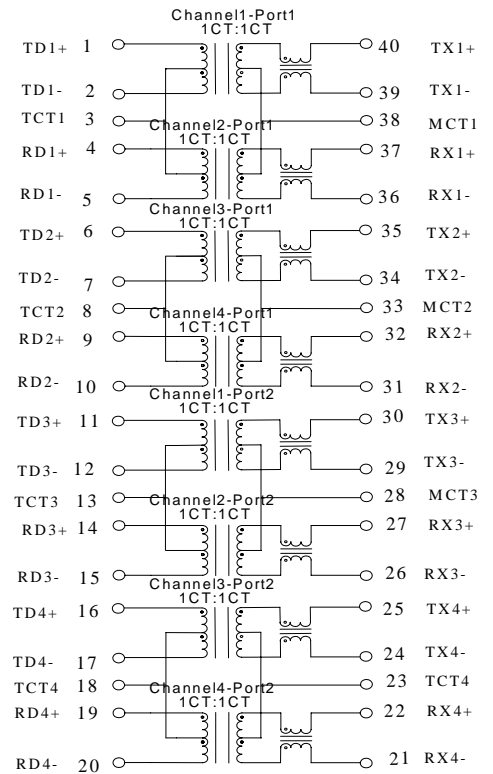 Channel1-Port1
1CT:1CT
TD1+ 1 40 TX1+
TD1- 2 39 TX1-
TCT1 3 38 MCT1
Channel2-Port1
RD1+ 4 37 RX1+
1CT:1CT
RD1- 5 36 RX1-
Channel3-Port1
1CT:1CT
TD2+ 6 35 TX2+
TD2- 7 34 TX2-
TCT2 8 33 MCT2
Channel4-Port1
1CT:1CT
RD2+ 9 32 RX2+
RD2- 10 31 RX2-
Channel1-Port2
1CT:1CT
TD3+ 11 30 TX3+
TD3- 12 29 TX3-
TCT3 13 28 MCT3
Channel2-Port2
RD3+ 14 27 RX3+
1CT:1CT
RD3- 15 26 RX3-
Channel3-Port2
1CT:1CT
TD4+ 16 25 TX4+
TD4- 17 24 TX4-
TCT4 18 23 TCT4
Channel4-Port2
1CT:1CT
RD4+ 19 22 RX4+
RD4- 20 21 RX4-